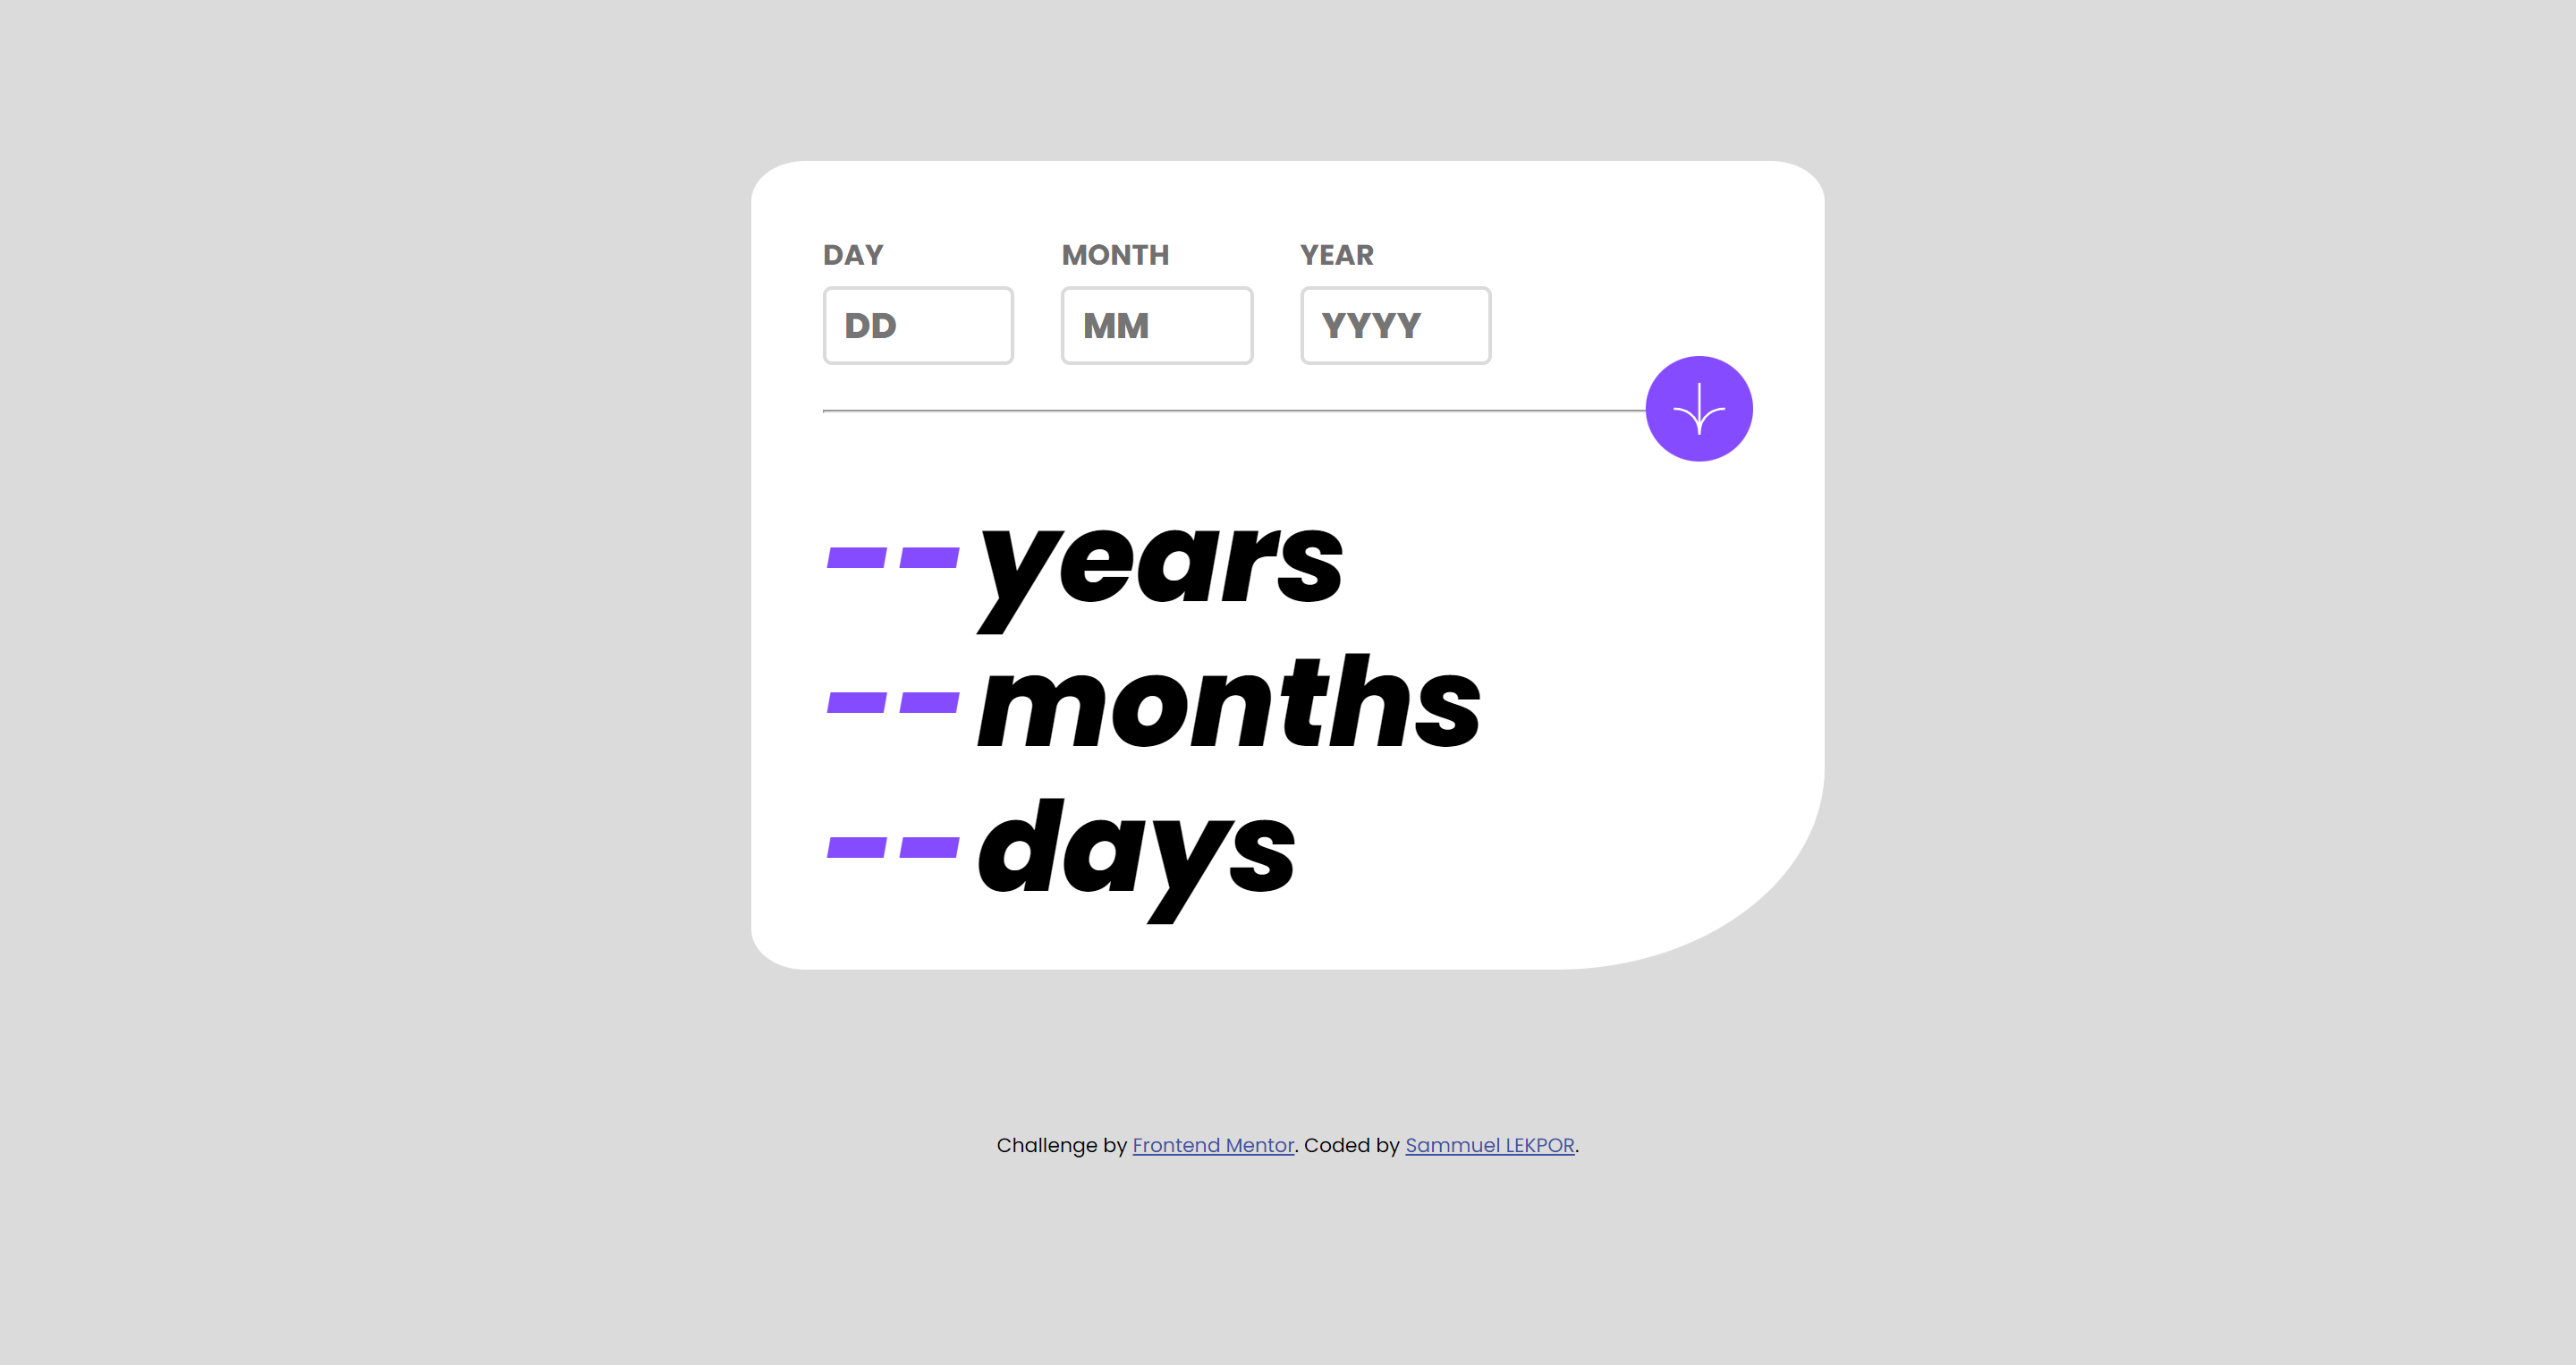 DAY MONTH YEAR
DD MM YYYY
--years
--months
--days
Challenge by Frontend Mentor. Coded by Sammuel LEKPOR.